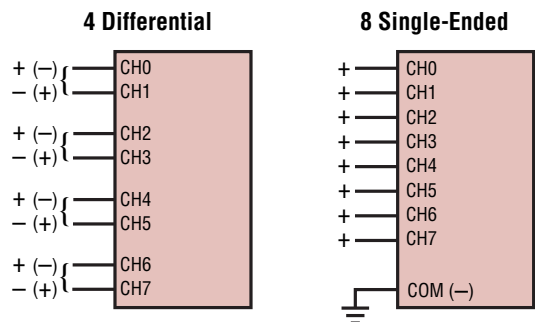 4 Differential
+ (–) { CH0
– (+) CH1
+ (–) { CH2
– (+) CH3
+ (–) { CH4
– (+) CH5
+ (–) { CH6
– (+) CH7
8 Single-Ended
+ CH0
+ CH1
+ CH2
+ CH3
+ CH4
+ CH5
+ CH6
+ CH7
COM (–)